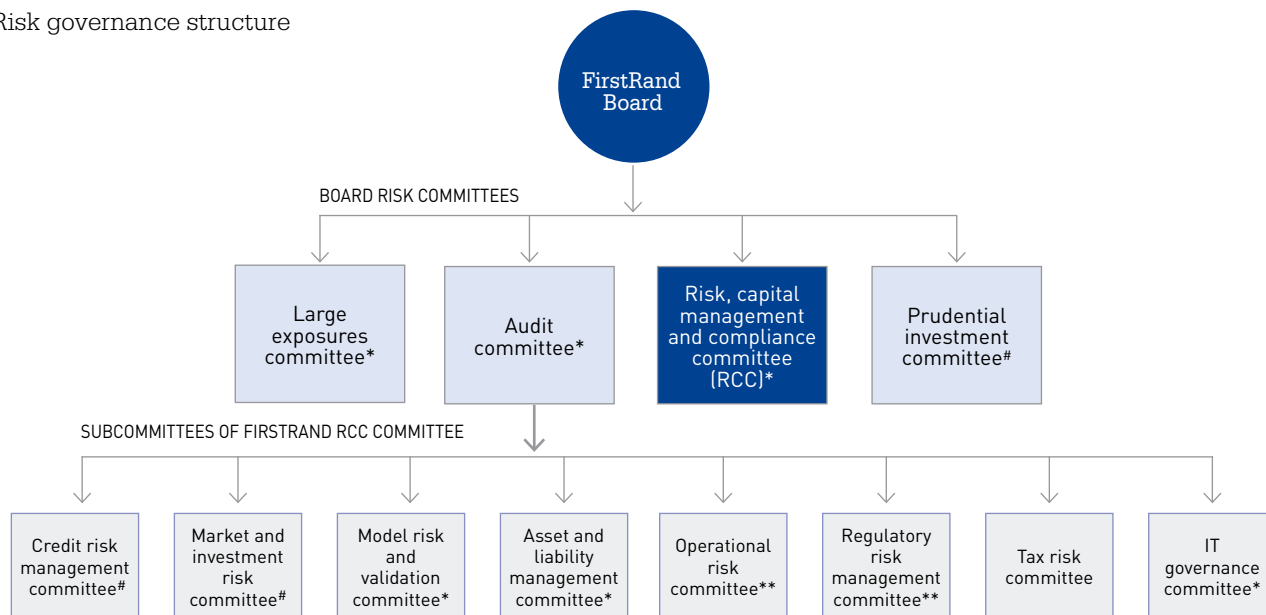 Risk governance structure
FirstRand
Board
BOARD RISK COMMITTEES
Large
exposures
committee*
Audit
committee*
Risk, capital
management
and compliance
committee
(RCC)*
Prudential
investment
committee#
SUBCOMMITTEES OF FIRSTRAND RCC COMMITTEE
Credit risk
management
committee#
Market and
investment
risk
committee#
Model risk
and
validation
committee*
Asset and
liability
management
committee*
Operational
risk
committee**
Regulatory
risk
management
committee**
Tax risk
committee
IT
governance
committee*